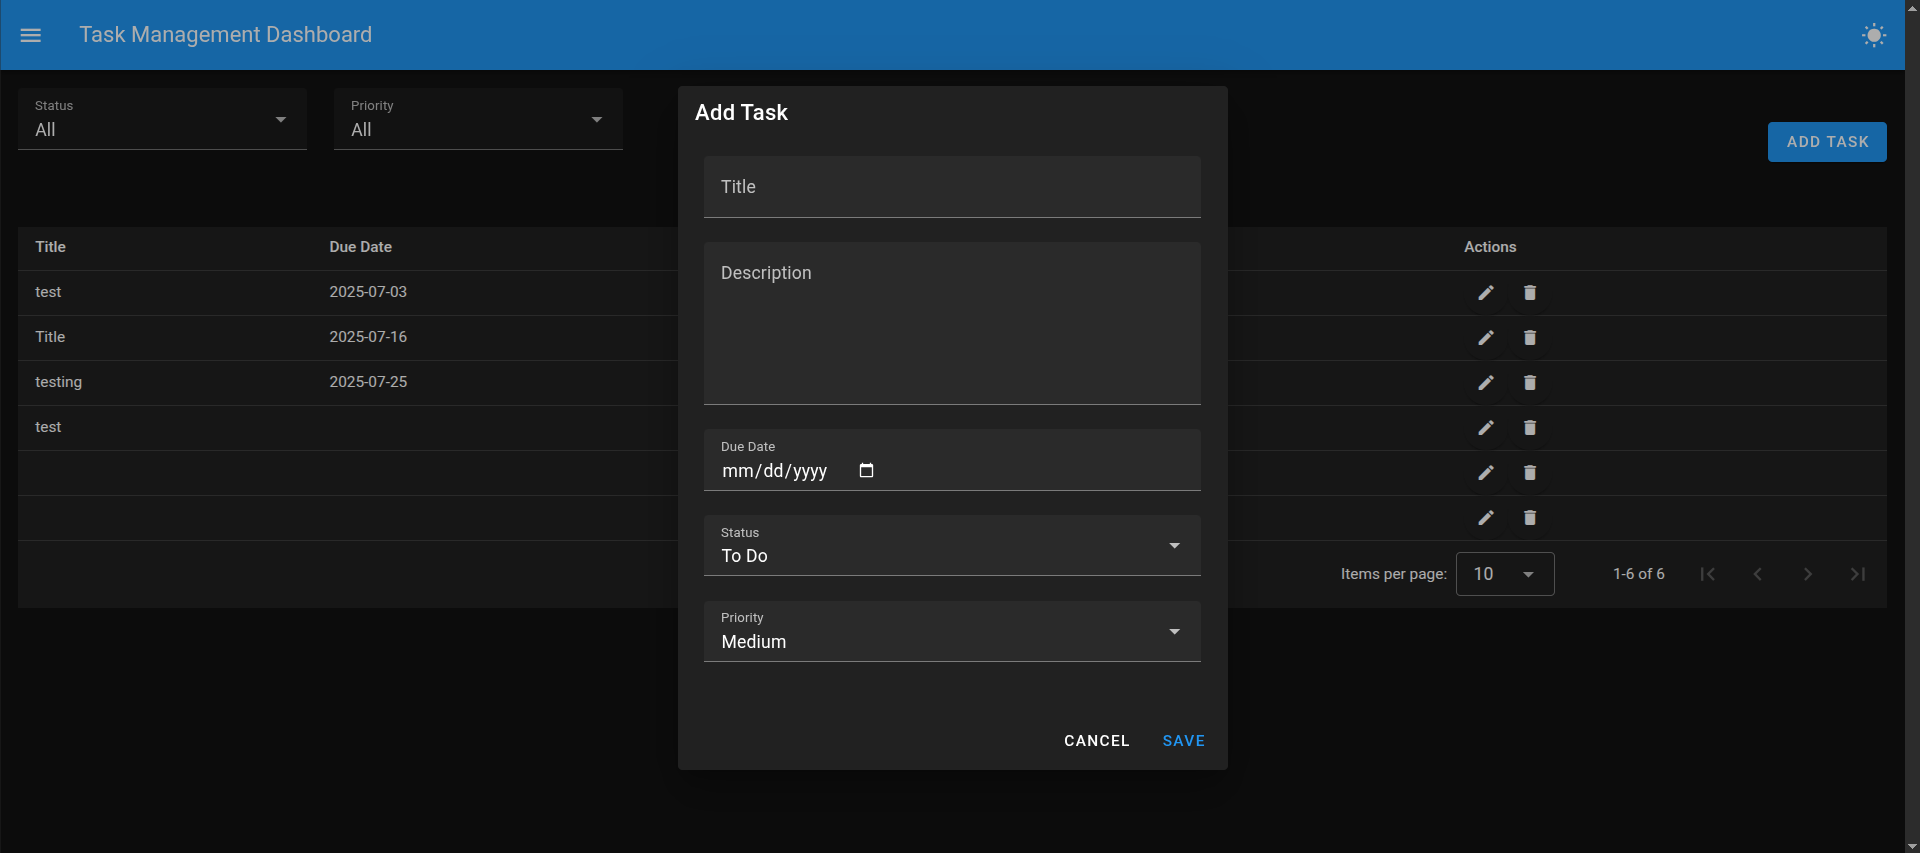 Task Management Dashboard
Status
All
Priority
All
ADD TASK
Title Due Date Actions
test 2025-07-03
Title 2025-07-16
testing 2025-07-25
test
Items per page: 10 1-6 of 6
Add Task
Title
Description
Due Date
mm/dd/yyyy
Status
To Do
Priority
Medium
CANCEL SAVE